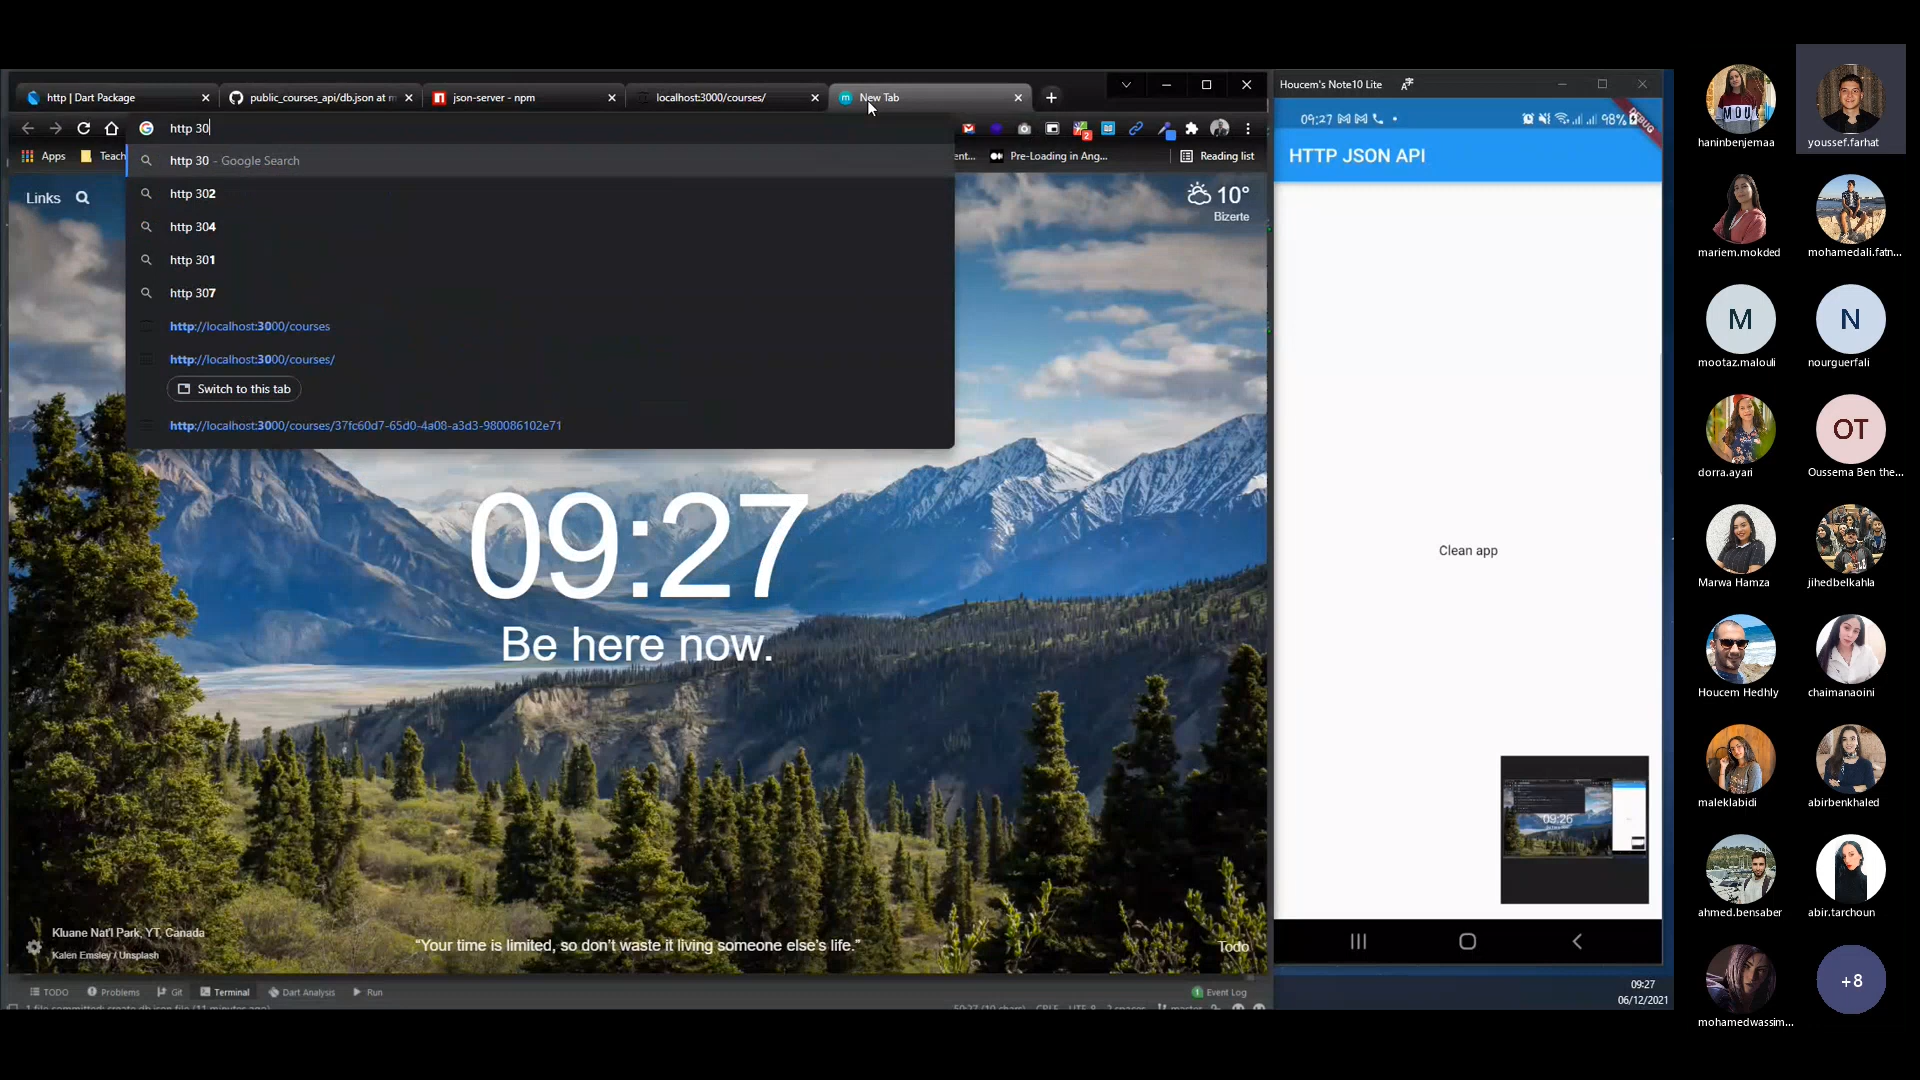 http | Dart Package
public_courses_api/db.json at m
json-server - npm
localhost:3000/courses/
New Tab
http 30
Apps
Teach
ent...
Pre-Loading in Ang...
Reading list
http 30 - Google Search
http 302
http 304
http 301
http 307
http://localhost:3000/courses
http://localhost:3000/courses/
Switch to this tab
http://localhost:3000/courses/37fc60d7-65d0-4a08-a3d3-980086102e71
Links
10°
Bizerte
09:27
Be here now.
Kluane Nat'l Park, YT, Canada
Kalen Emsley / Unsplash
“Your time is limited, so don’t waste it living someone else’s life.”
Todo
TODO
Problems
Git
Terminal
Dart Analysis
Run
1 Event Log
Houcem's Note10 Lite
09:27
98%
DEBUG
HTTP JSON API
Clean app
09:26
09:27
06/12/2021
haninbenjemaa
youssef.farhat
mariem.mokded
mohamedali.fatn...
M
mootaz.malouli
N
nourguerfali
dorra.ayari
OT
Oussema Ben the...
Marwa Hamza
jihedbelkahla
Houcem Hedhly
chaimanaoini
maleklabidi
abirbenkhaled
ahmed.bensaber
abir.tarchoun
mohamedwassim...
+8